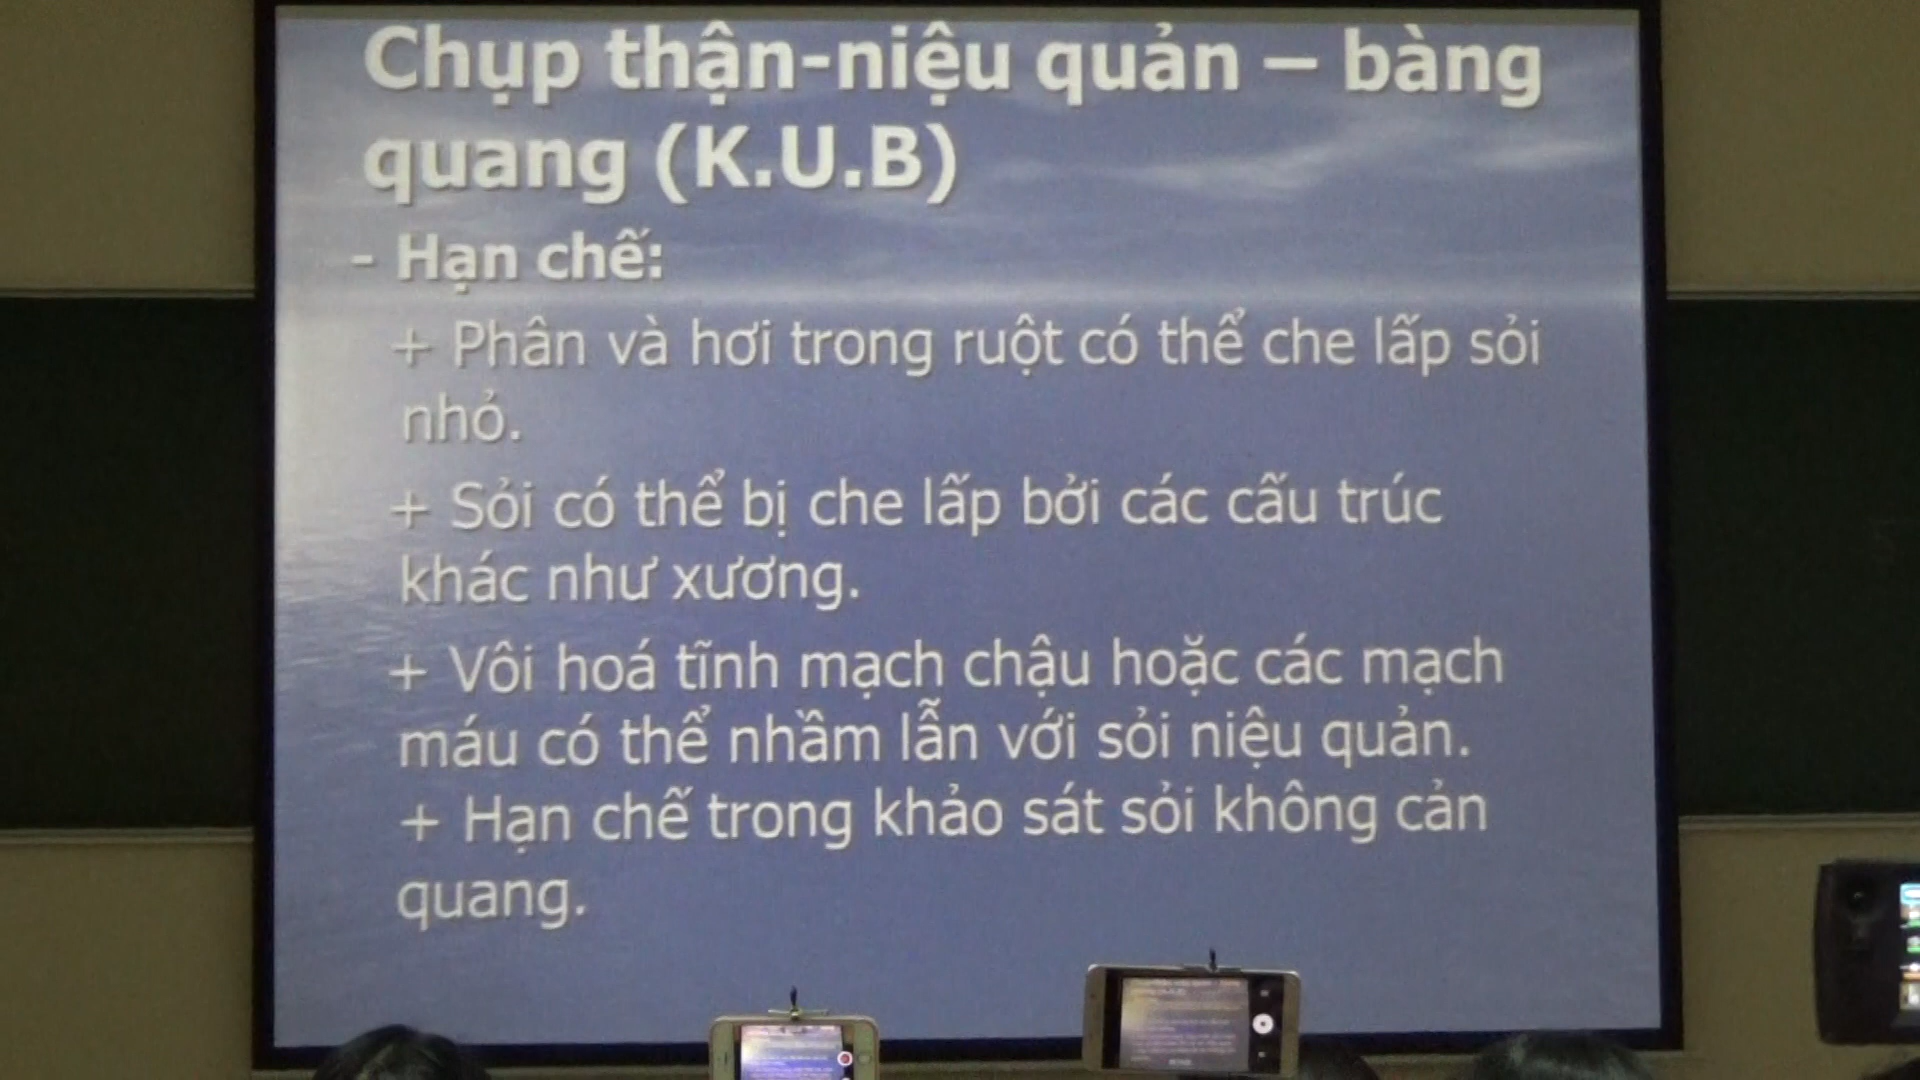 Chụp thận-niệu quản – bàng
quang (K.U.B)
- Hạn chế:
+ Phân và hơi trong ruột có thể che lấp sỏi
nhỏ.
+ Sỏi có thể bị che lấp bởi các cấu trúc
khác như xương.
+ Vôi hoá tĩnh mạch chậu hoặc các mạch
máu có thể nhầm lẫn với sỏi niệu quản.
+ Hạn chế trong khảo sát sỏi không cản
quang.